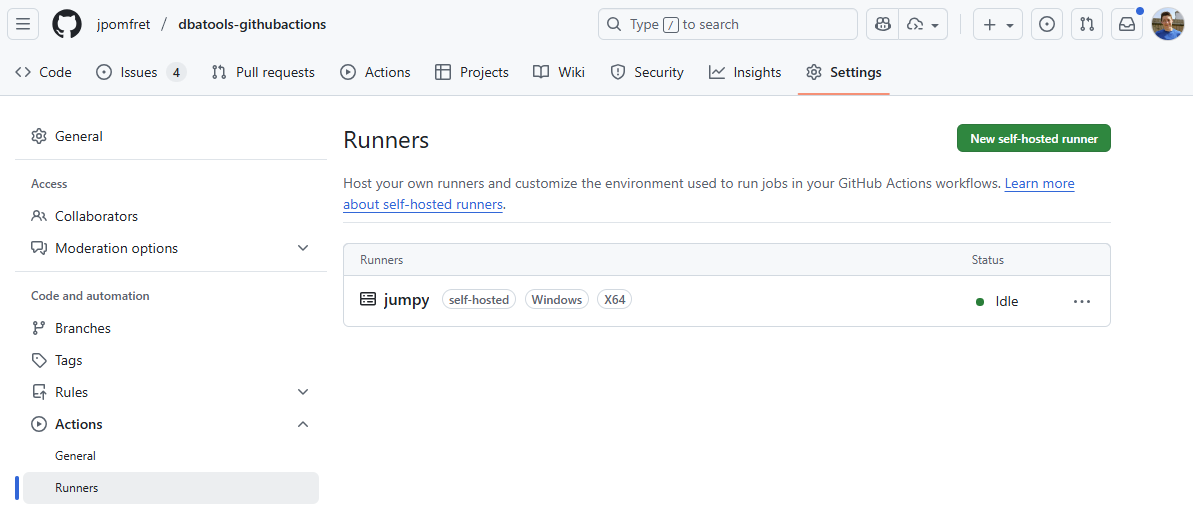 jpomfret / dbatools-githubactions
Type / to search
Code
Issues 4
Pull requests
Actions
Projects
Wiki
Security
Insights
Settings
General
Access
Collaborators
Moderation options
Code and automation
Branches
Tags
Rules
Actions
General
Runners
Runners
New self-hosted runner
Host your own runners and customize the environment used to run jobs in your GitHub Actions workflows. Learn more
about self-hosted runners.
Runners Status
jumpy self-hosted Windows X64 Idle